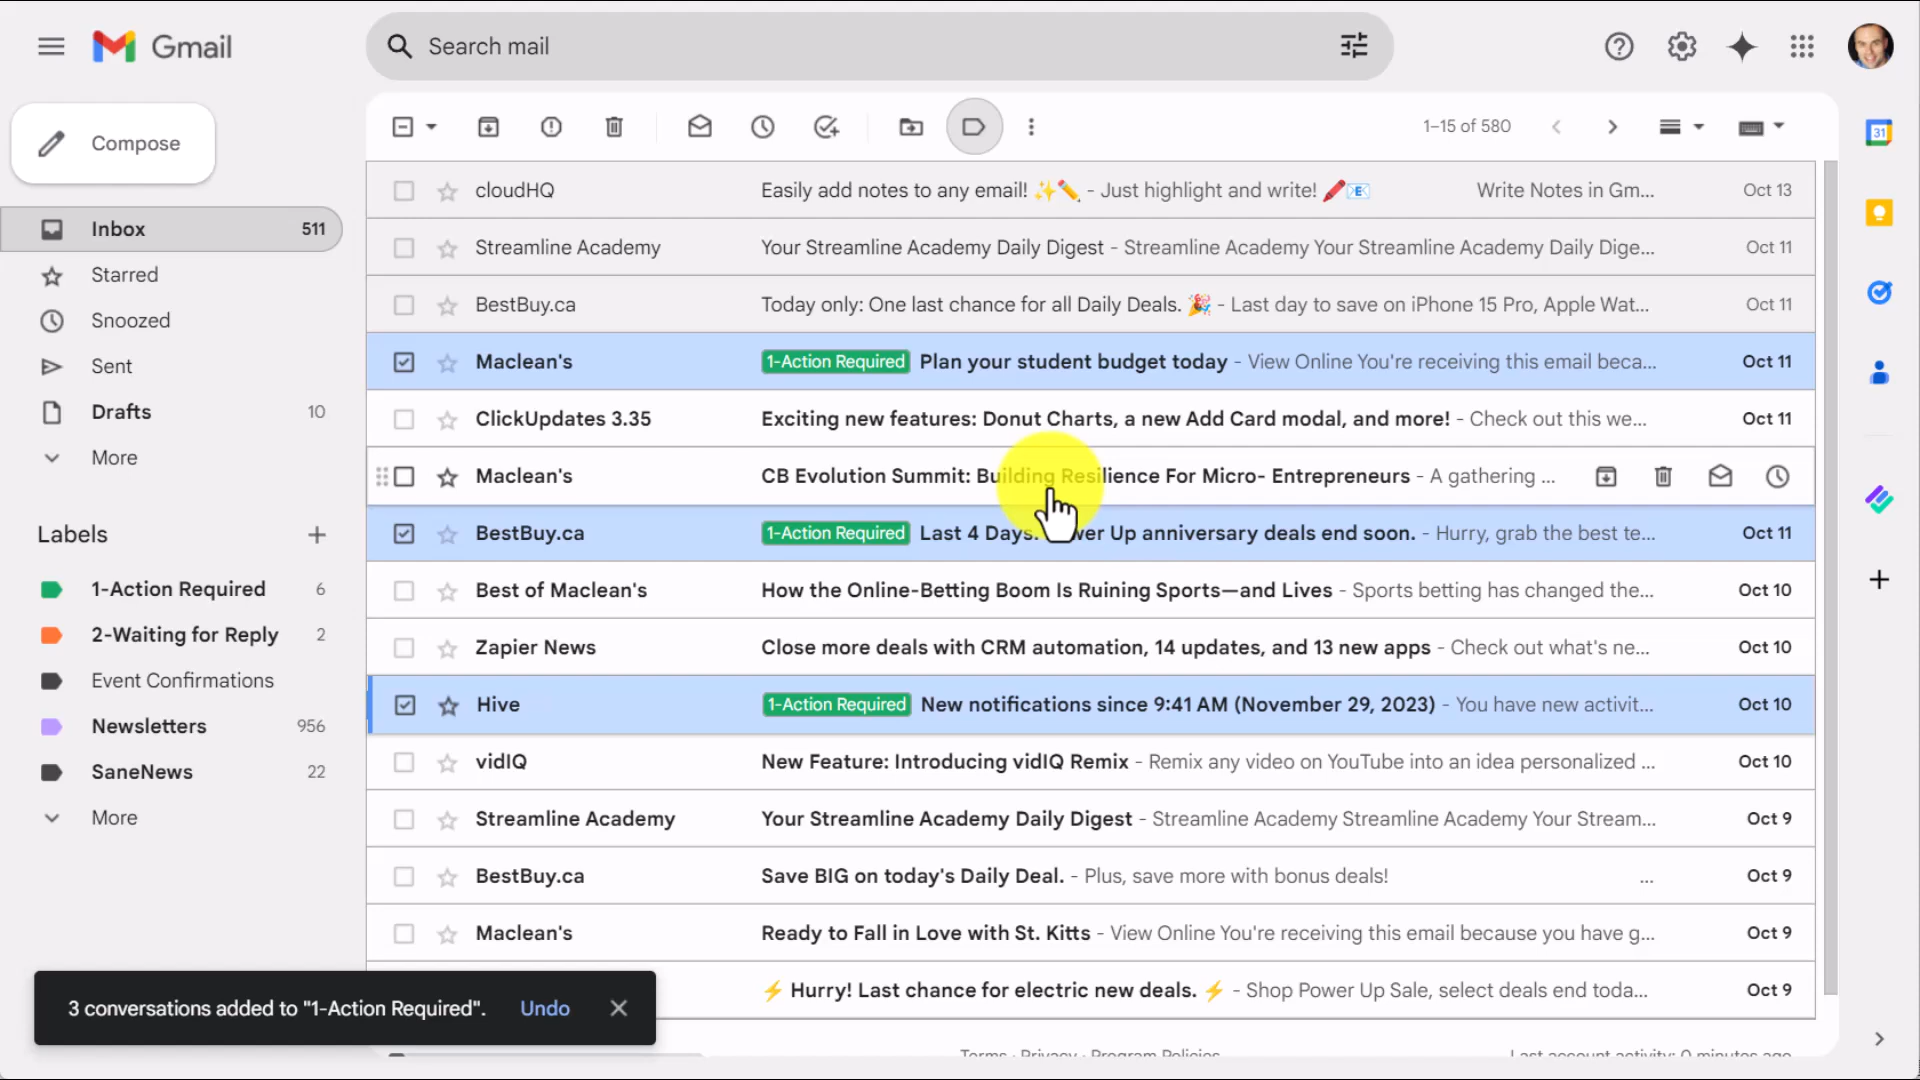 Gmail
Search mail
Compose
1–15 of 580
31
Inbox 511
Starred
Snoozed
Sent
Drafts 10
More
Labels
1-Action Required 6
2-Waiting for Reply 2
Event Confirmations
Newsletters 956
SaneNews 22
More
cloudHQ Easily add notes to any email! ✨✏️ - Just highlight and write! 🖍️📧 Write Notes in Gm... Oct 13
Streamline Academy Your Streamline Academy Daily Digest - Streamline Academy Your Streamline Academy Daily Dige... Oct 11
BestBuy.ca Today only: One last chance for all Daily Deals. 🎉 - Last day to save on iPhone 15 Pro, Apple Wat... Oct 11
Maclean's 1-Action Required Plan your student budget today - View Online You're receiving this email beca... Oct 11
ClickUpdates 3.35 Exciting new features: Donut Charts, a new Add Card modal, and more! - Check out this we... Oct 11
Maclean's CB Evolution Summit: Building Resilience For Micro- Entrepreneurs - A gathering ...
BestBuy.ca 1-Action Required Last 4 Days. Up anniversary deals end soon. - Hurry, grab the best te... Oct 11
Best of Maclean's How the Online-Betting Boom Is Ruining Sports—and Lives - Sports betting has changed the... Oct 10
Zapier News Close more deals with CRM automation, 14 updates, and 13 new apps - Check out what's ne... Oct 10
Hive 1-Action Required New notifications since 9:41 AM (November 29, 2023) - You have new activit... Oct 10
vidIQ New Feature: Introducing vidIQ Remix - Remix any video on YouTube into an idea personalized ... Oct 10
Streamline Academy Your Streamline Academy Daily Digest - Streamline Academy Streamline Academy Your Stream... Oct 9
BestBuy.ca Save BIG on today's Daily Deal. - Plus, save more with bonus deals! ... Oct 9
Maclean's Ready to Fall in Love with St. Kitts - View Online You're receiving this email because you have g... Oct 9
⚡ Hurry! Last chance for electric new deals. ⚡ - Shop Power Up Sale, select deals end toda... Oct 9
3 conversations added to "1-Action Required". Undo
Terms · Privacy · Program Policies
Last account activity: 0 minutes ago